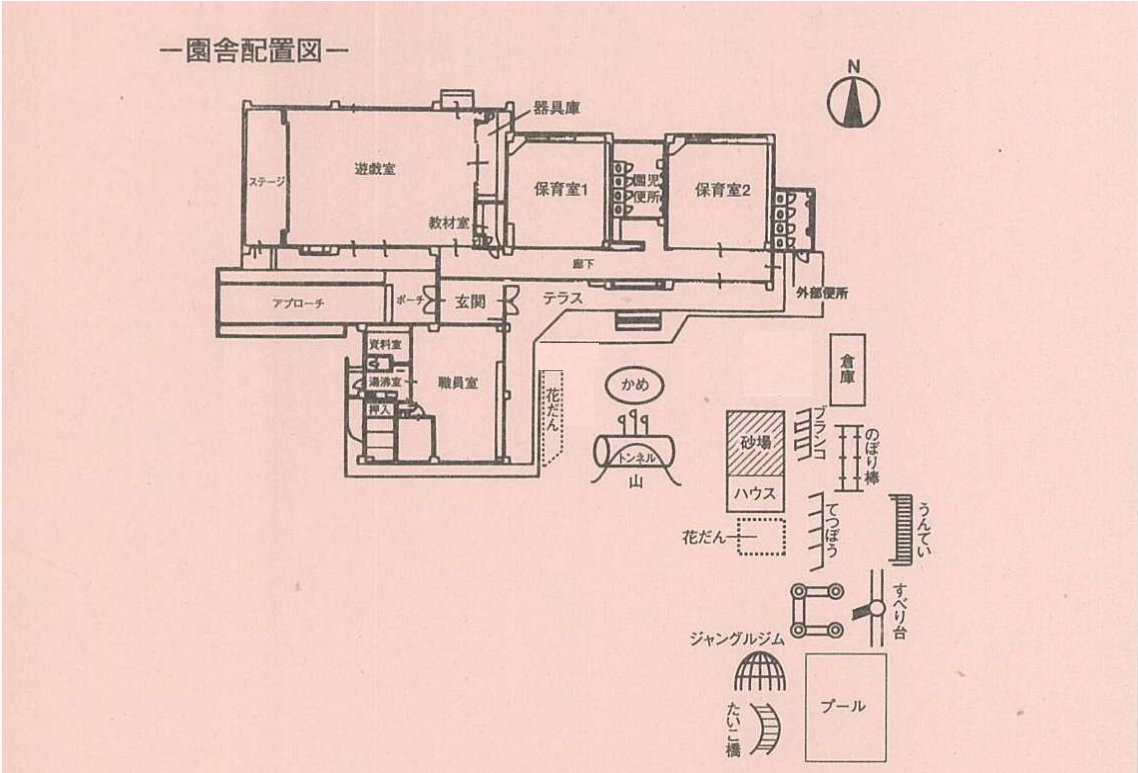 ー園舎配置図ー
N
器具庫
遊戯室
ステージ
保育室1
園児
便所
保育室2
教材室
廊下
外部便所
アプローチ
ポーチ
玄関
テラス
資料室
湯沸室
職員室
押入
花だん
かめ
トンネル
山
倉庫
ブランコ
砂場
のぼり棒
ハウス
花だん
てつぼう
うんてい
すべり台
ジャングルジム
たいこ橋
プール